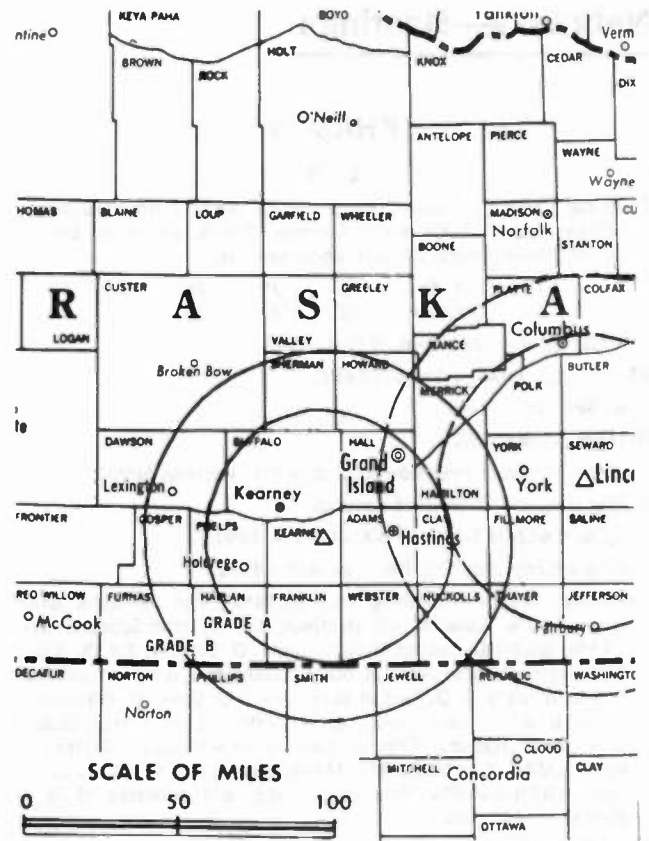 KEYA PAHA BOYD Yankton
ntine Verm
BROWN ROCK HOLT KNOX CEDAR DIX
O'Neill
ANTELOPE PIERCE
WAYNE
Wayne
HOMAS BLAINE LOUP GARFIELD WHEELER MADISON CU
Norfolk
BOONE STANTON
CUSTER GREELEY PLATTE COLFAX
R A S K A
LOGAN Columbus
VALLEY NANCE
Broken Bow SHERMAN HOWARD BUTLER
POLK
MERRICK
te
DAWSON BUFFALO HALL YORK SEWARD
Grand
Island
Lexington Kearney York Linc
HAMILTON
FRONTIER GOSPER PHELPS KEARNEY ADAMS CLA FILLMORE SALINE
Hastings
Holdrege
RED WILLOW FURNAS HARLAN FRANKLIN WEBSTER NUCKOLLS THAYER JEFFERSON
McCook GRADE A Fairbury
GRADE B
DECATUR NORTON PHILLIPS SMITH JEWELL REPUBLIC WASHINGT
Norton
CLOUD
SCALE OF MILES MITCHELL Concordia CLAY
0 50 100
OTTAWA